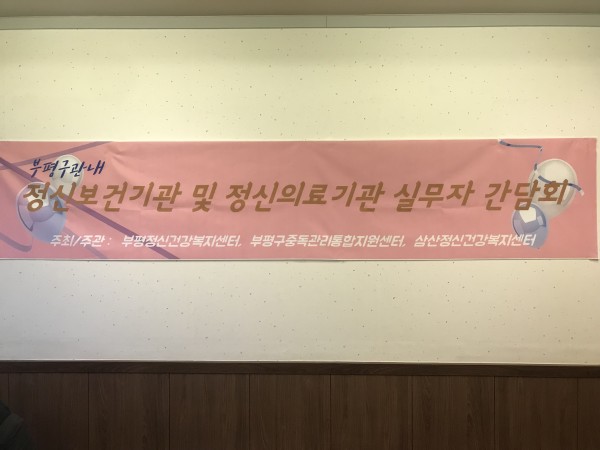 부평구관내
정신보건기관 및 정신의료기관 실무자 간담회
주최/주관 : 부평정신건강복지센터, 부평구중독관리통합지원센터, 삼산정신건강복지센터